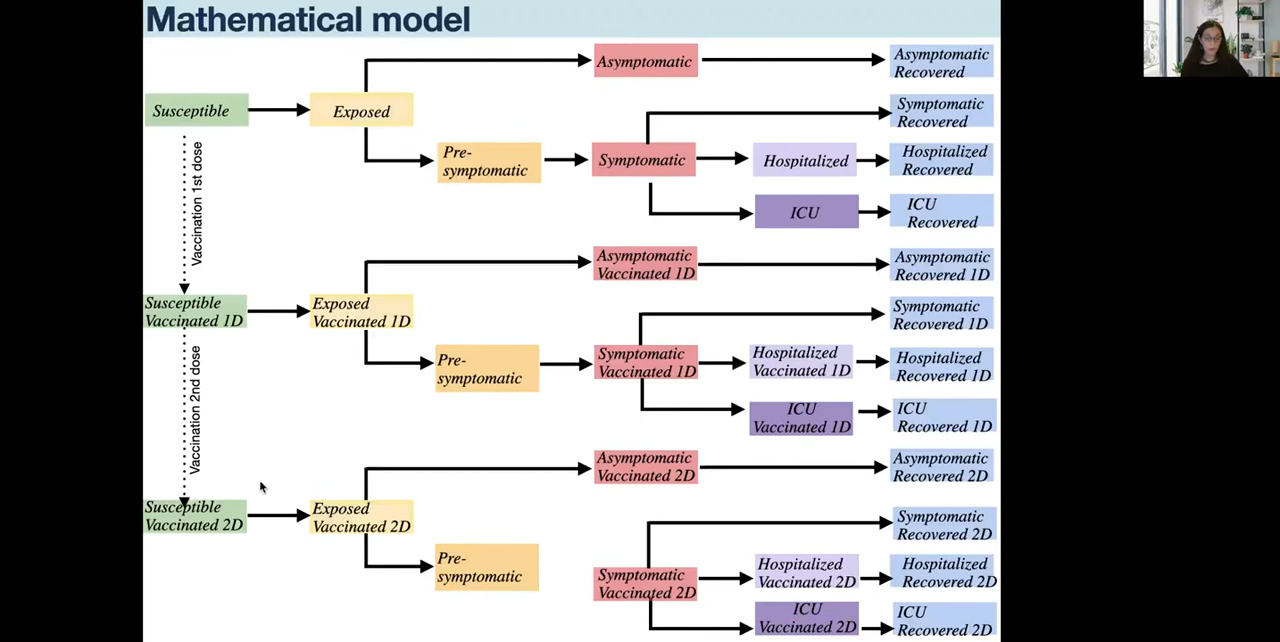 Mathematical model
Asymptomatic
Asymptomatic
Recovered
Susceptible
Exposed
Symptomatic
Recovered
Pre-
symptomatic
Symptomatic
Hospitalized
Hospitalized
Recovered
ICU
ICU
Recovered
Vaccination 1st dose
Asymptomatic
Vaccinated 1D
Asymptomatic
Recovered 1D
Susceptible
Vaccinated 1D
Exposed
Vaccinated 1D
Symptomatic
Recovered 1D
Pre-
symptomatic
Symptomatic
Vaccinated 1D
Hospitalized
Vaccinated 1D
Hospitalized
Recovered 1D
ICU
Vaccinated 1D
ICU
Recovered 1D
Vaccination 2nd dose
Asymptomatic
Vaccinated 2D
Asymptomatic
Recovered 2D
Susceptible
Vaccinated 2D
Exposed
Vaccinated 2D
Symptomatic
Recovered 2D
Pre-
symptomatic
Symptomatic
Vaccinated 2D
Hospitalized
Vaccinated 2D
Hospitalized
Recovered 2D
ICU
Vaccinated 2D
ICU
Recovered 2D